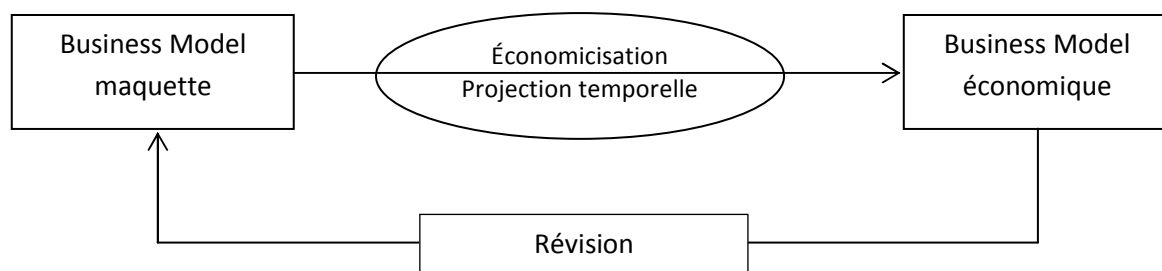 Business Model
maquette
Économicisation
Projection temporelle
Business Model
économique
Révision